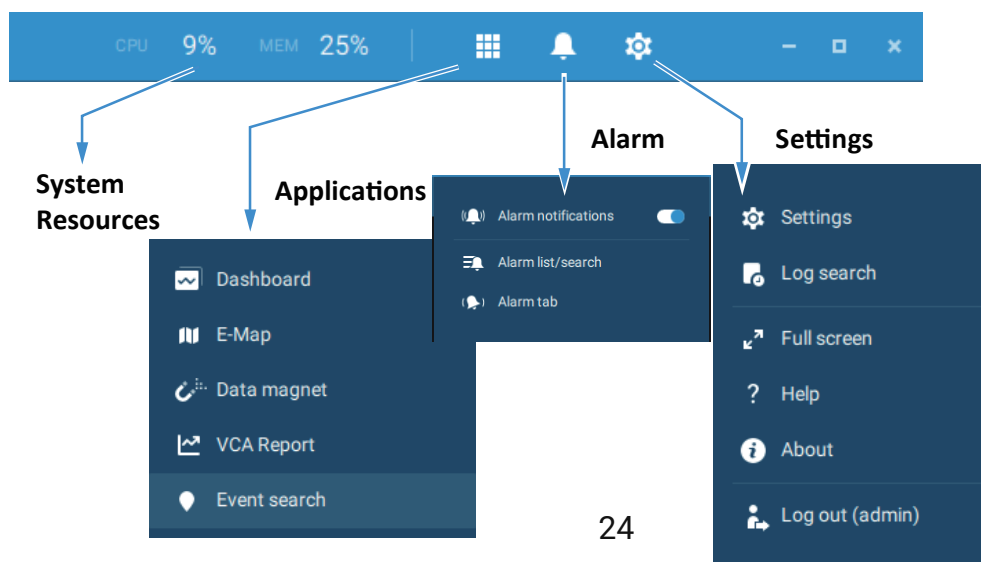 CPU 9% MEM 25%
System
Resources
Applications
Alarm
Settings
Dashboard
E-Map
Data magnet
VCA Report
Event search
Alarm notifications
Alarm list/search
Alarm tab
Settings
Log search
Full screen
? Help
About
Log out (admin)
24